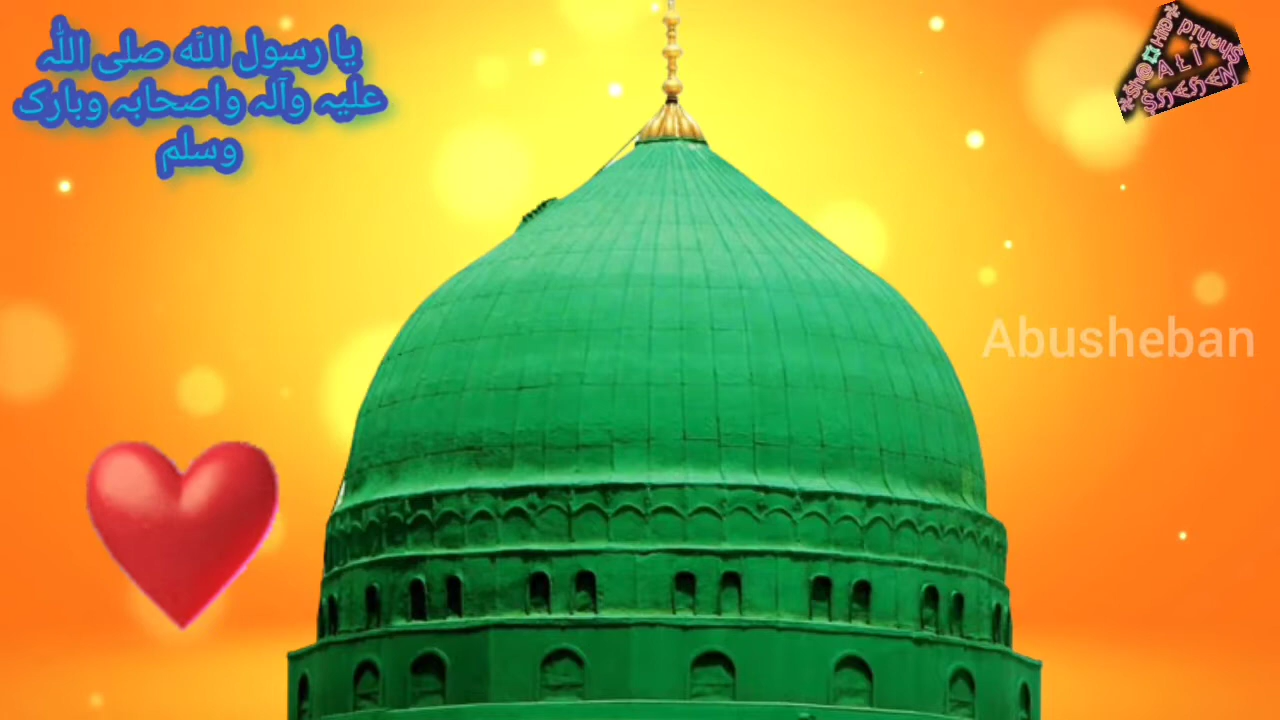 یا رسول اللہ صلی اللہ
علیہ وآلہ واصحابہ وبارک
وسلم
Abusheban